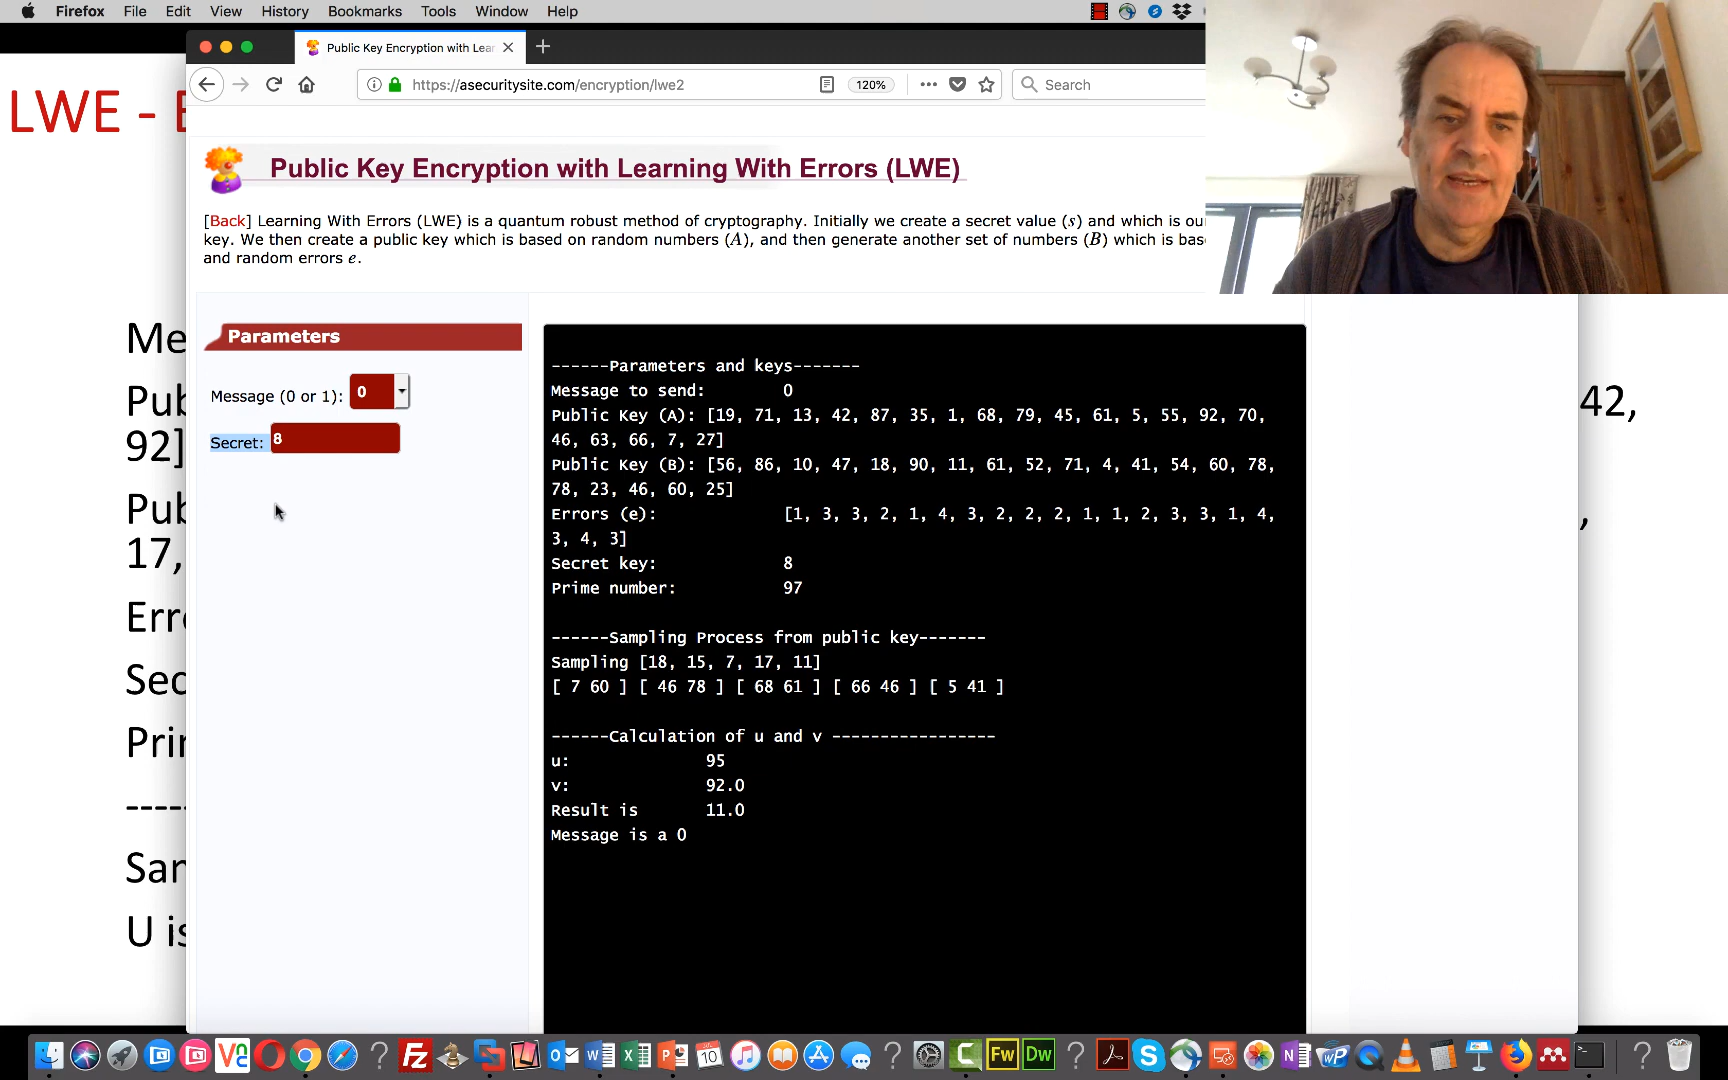 Firefox File Edit View History Bookmarks Tools Window Help
Public Key Encryption with Lear
https://asecuritysite.com/encryption/lwe2
120%
Search
LWE - E
Public Key Encryption with Learning With Errors (LWE)
[Back] Learning With Errors (LWE) is a quantum robust method of cryptography. Initially we create a secret value (s) and which is ou
key. We then create a public key which is based on random numbers (A), and then generate another set of numbers (B) which is bas
and random errors e.
Parameters
Message (0 or 1): 0
Secret: 8
------Parameters and keys-------
Message to send: 0
Public Key (A): [19, 71, 13, 42, 87, 35, 1, 68, 79, 45, 61, 5, 55, 92, 70,
46, 63, 66, 7, 27]
Public Key (B): [56, 86, 10, 47, 18, 90, 11, 61, 52, 71, 4, 41, 54, 60, 78,
78, 23, 46, 60, 25]
Errors (e): [1, 3, 3, 2, 1, 4, 3, 2, 2, 2, 1, 1, 2, 3, 3, 1, 4,
3, 4, 3]
Secret key: 8
Prime number: 97
------Sampling Process from public key-------
Sampling [18, 15, 7, 17, 11]
[ 7 60 ] [ 46 78 ] [ 68 61 ] [ 66 46 ] [ 5 41 ]
------Calculation of u and v -----------------
u: 95
v: 92.0
Result is 11.0
Message is a 0
Me
Pub
42,
92]
Pub
,
17,
Erro
Sec
Prin
-----
San
U is
VNC
Fz
10
Fw
Dw